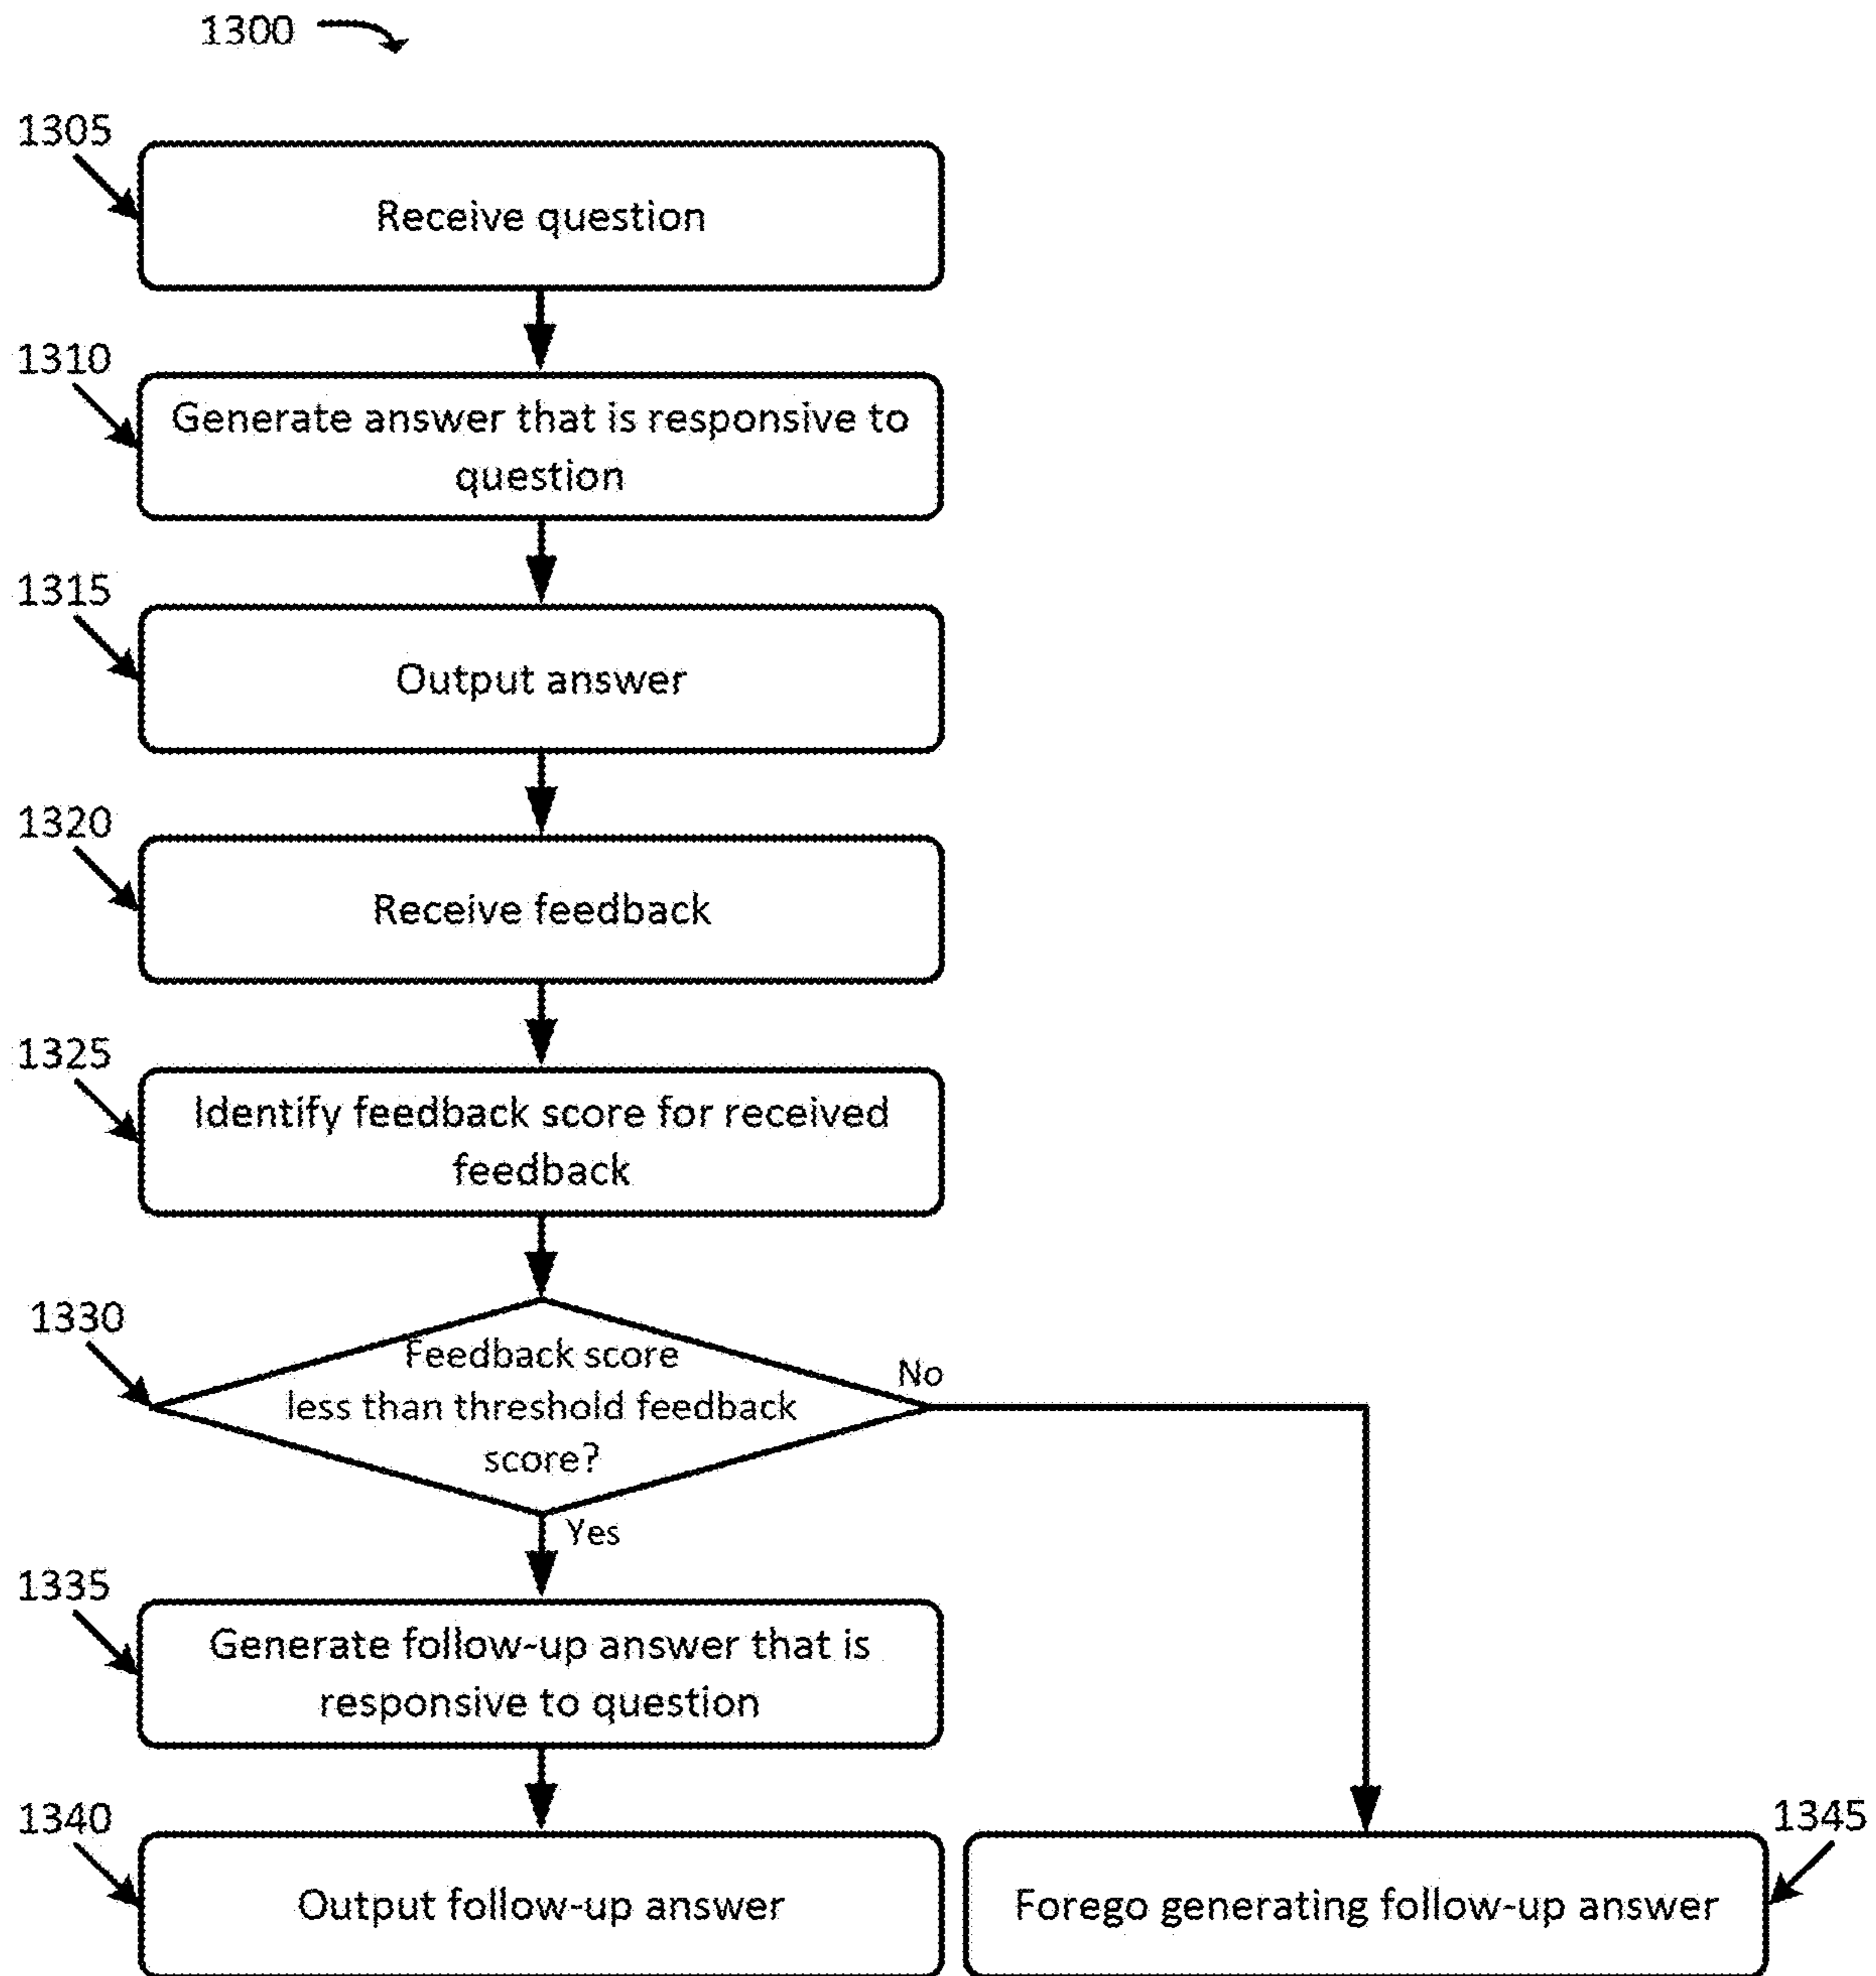 1300
1305
Receive question
1310
Generate answer that is responsive to
question
1315
Output answer
1320
Receive feedback
1325
Identify feedback score for received
feedback
1330
Feedback score
less than threshold feedback
score?
No
Yes
1335
Generate follow-up answer that is
responsive to question
1340
Output follow-up answer
1345
Forego generating follow-up answer